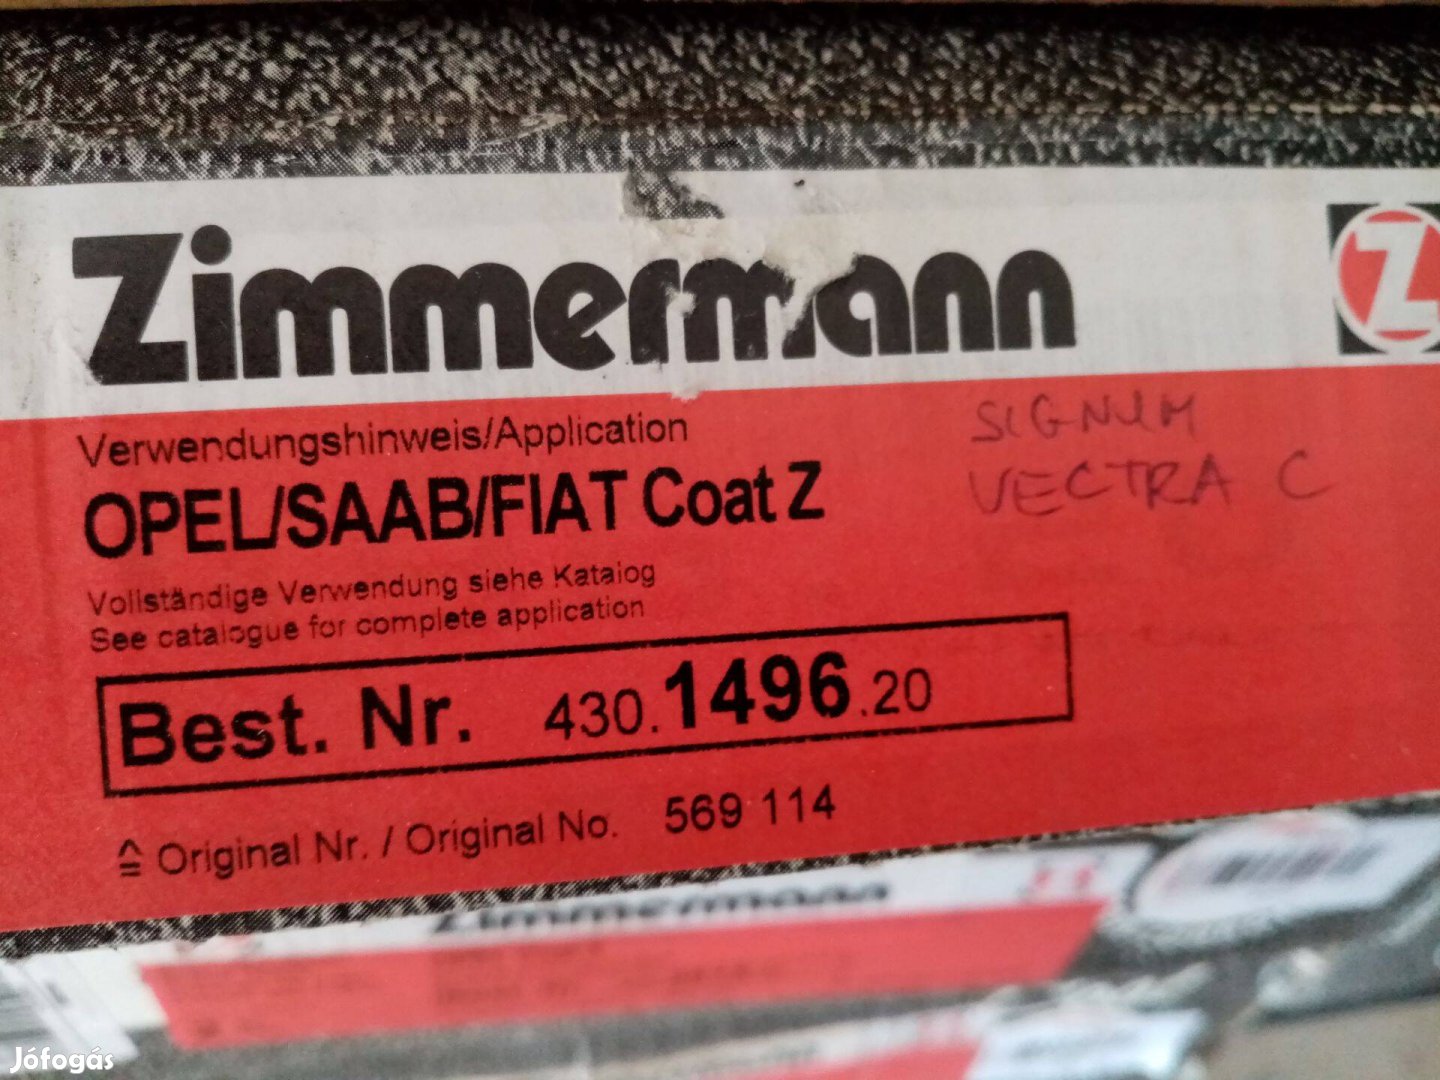 Zimmermann
Z
Verwendungshinweis/Application
SIGNUM
VECTRA C
OPEL/SAAB/FIAT Coat Z
Vollständige Verwendung siehe Katalog
See catalogue for complete application
Best. Nr. 430.1496.20
≙ Original Nr. / Original No. 569 114
Zimmermann
Jófogás